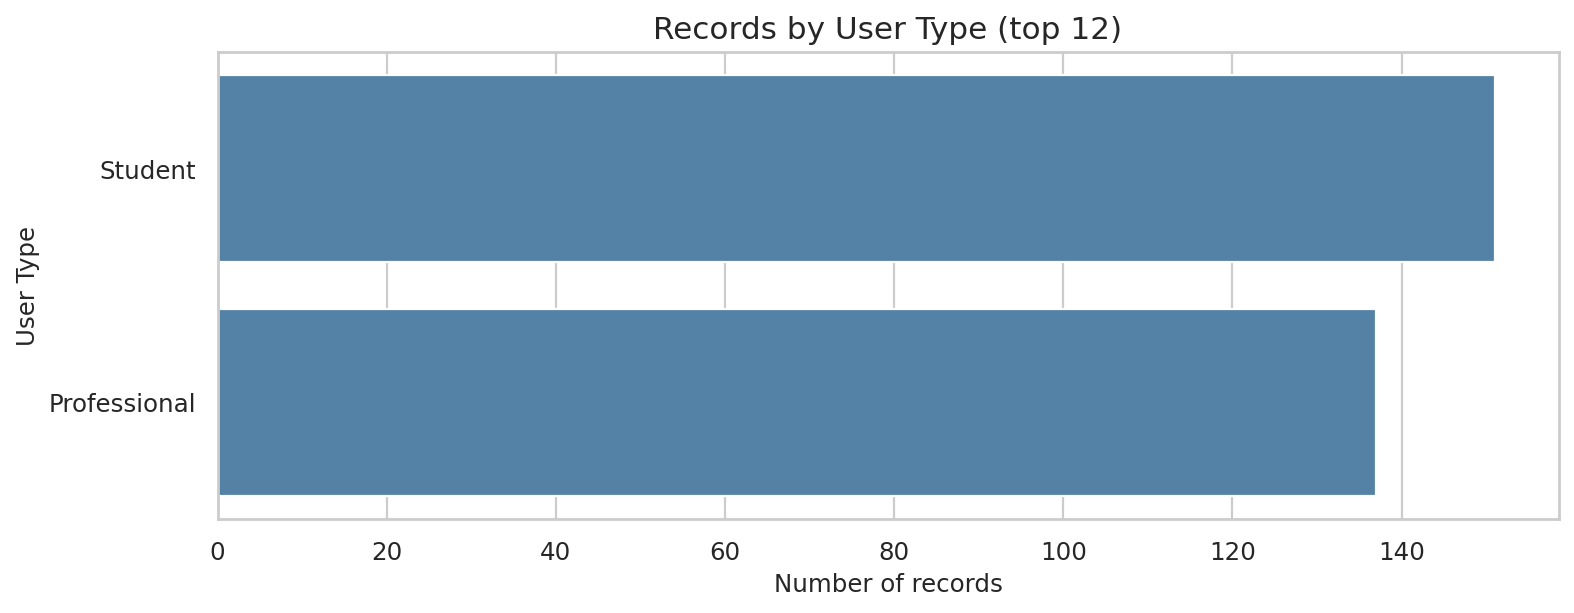 Records by User Type (top 12)
User Type
Student
Professional
0 20 40 60 80 100 120 140
Number of records